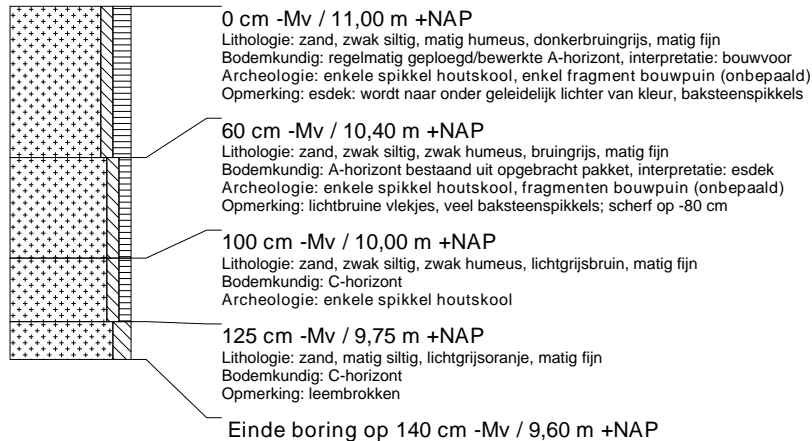 0 cm -Mv / 11,00 m +NAP
Lithologie: zand, zwak siltig, matig humeus, donkerbruingrijs, matig fijn
Bodemkundig: regelmatig geploegd/bewerkte A-horizont, interpretatie: bouwvoor
Archeologie: enkele spikkel houtskool, enkel fragment bouwpuin (onbepaald)
Opmerking: esdek: wordt naar onder geleidelijk lichter van kleur, baksteenspikkels
60 cm -Mv / 10,40 m +NAP
Lithologie: zand, zwak siltig, zwak humeus, bruingrijs, matig fijn
Bodemkundig: A-horizont bestaand uit opgebracht pakket, interpretatie: esdek
Archeologie: enkele spikkel houtskool, fragmenten bouwpuin (onbepaald)
Opmerking: lichtbruine vlekjes, veel baksteenspikkels; scherf op -80 cm
100 cm -Mv / 10,00 m +NAP
Lithologie: zand, zwak siltig, zwak humeus, lichtgrijsbruin, matig fijn
Bodemkundig: C-horizont
Archeologie: enkele spikkel houtskool
125 cm -Mv / 9,75 m +NAP
Lithologie: zand, matig siltig, lichtgrijsoranje, matig fijn
Bodemkundig: C-horizont
Opmerking: leembrokken
Einde boring op 140 cm -Mv / 9,60 m +NAP